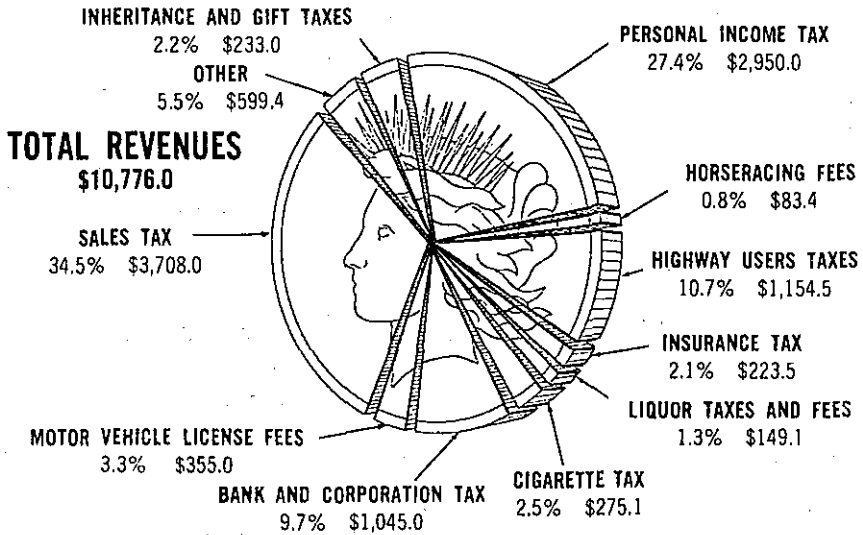 INHERITANCE AND GIFT TAXES
2.2% $233.0
OTHER
5.5% $599.4
TOTAL REVENUES
$10,776.0
SALES TAX
34.5% $3,708.0
MOTOR VEHICLE LICENSE FEES
3.3% $355.0
BANK AND CORPORATION TAX
9.7% $1,045.0
PERSONAL INCOME TAX
27.4% $2,950.0
HORSERACING FEES
0.8% $83.4
HIGHWAY USERS TAXES
10.7% $1,154.5
INSURANCE TAX
2.1% $223.5
LIQUOR TAXES AND FEES
1.3% $149.1
CIGARETTE TAX
2.5% $275.1